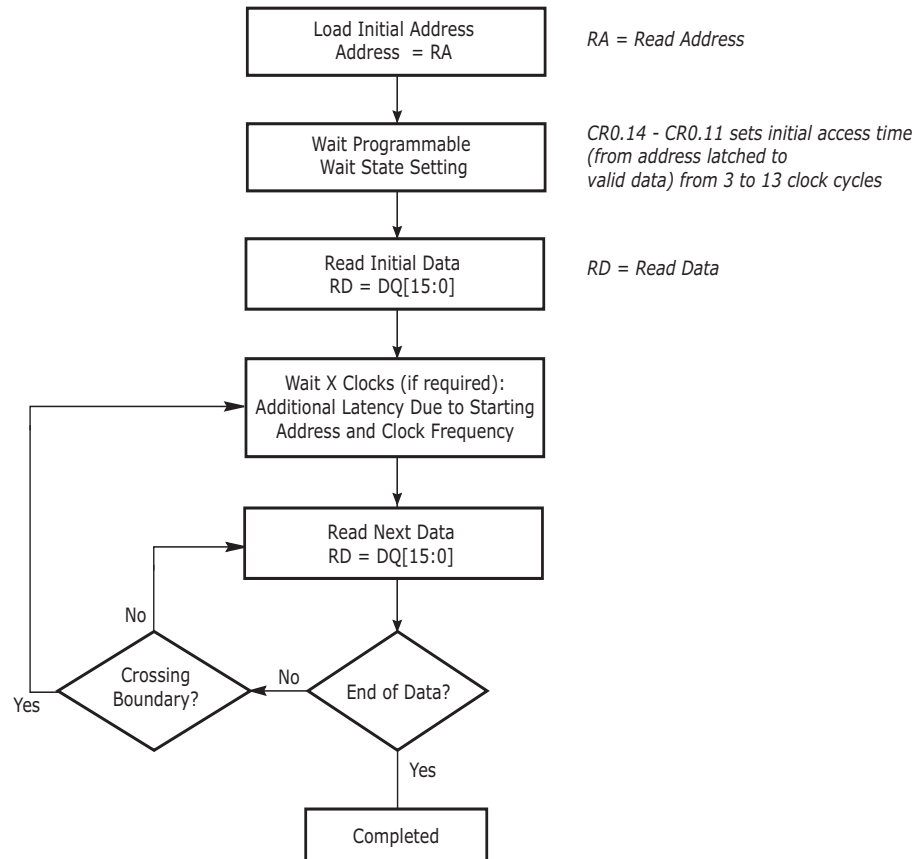 Load Initial Address
Address = RA
RA = Read Address
Wait Programmable
Wait State Setting
CR0.14 - CR0.11 sets initial access time
(from address latched to
valid data) from 3 to 13 clock cycles
Read Initial Data
RD = DQ[15:0]
RD = Read Data
Wait X Clocks (if required):
Additional Latency Due to Starting
Address and Clock Frequency
Read Next Data
RD = DQ[15:0]
No
Crossing
Boundary?
Yes
No
End of Data?
Yes
Completed